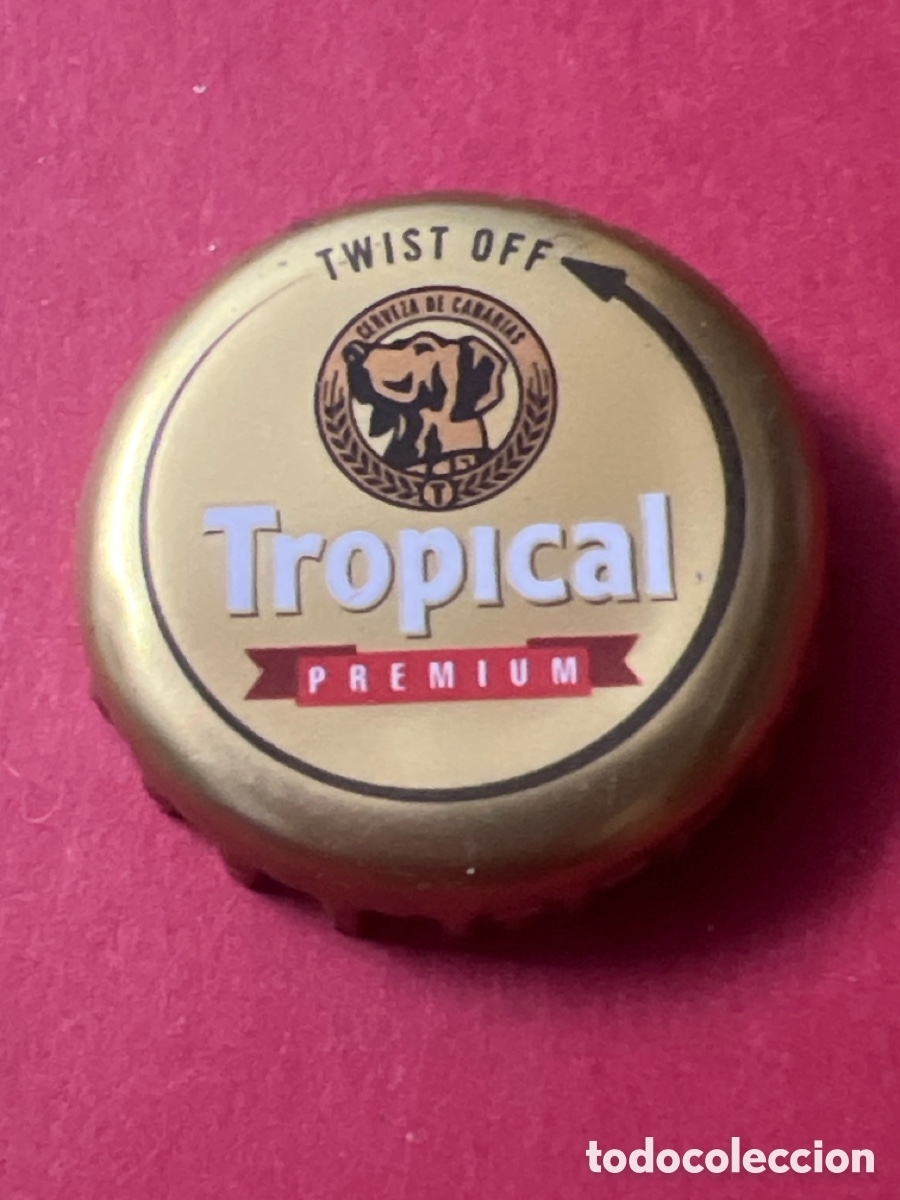 TWIST OFF
CERVEZA DE CANARIAS
T
Tropical
PREMIUM
todocoleccion